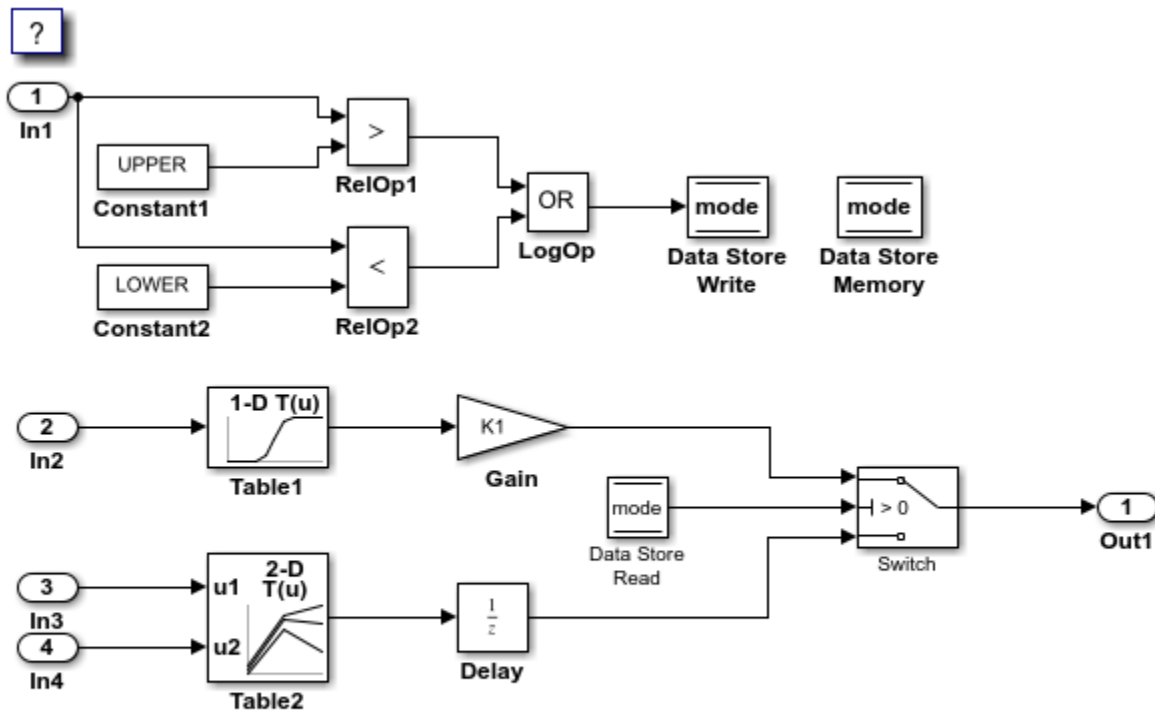 ?
1
In1
UPPER
Constant1
>
RelOp1
LOWER
Constant2
<
RelOp2
OR
LogOp
mode
Data Store
Write
mode
Data Store
Memory
2
In2
1-D T(u)
Table1
K1
Gain
mode
Data Store
Read
> 0
Switch
1
Out1
3
In3
4
In4
u1
u2
2-D
T(u)
Table2
1
z
Delay